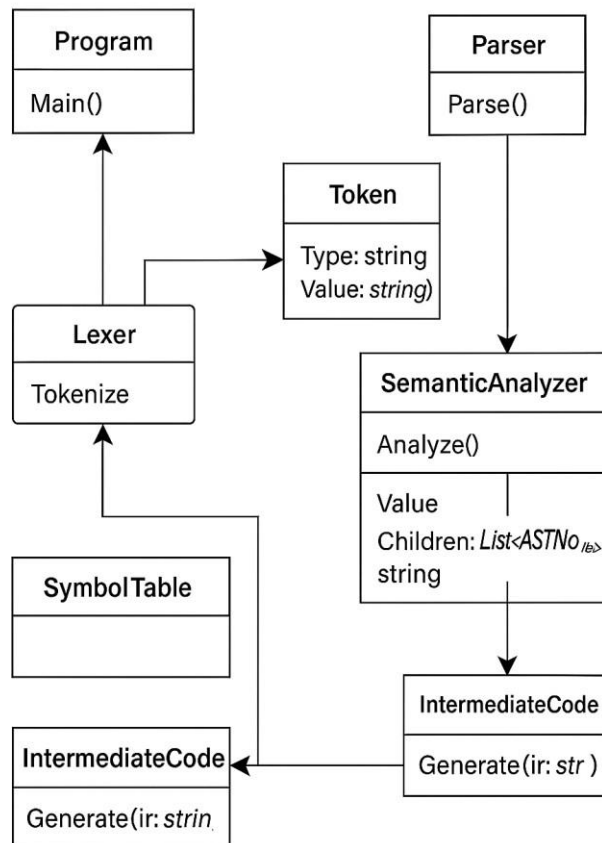 Program
Main()
Parser
Parse()
Token
Type: string
Value: string)
Lexer
Tokenize
SemanticAnalyzer
Analyze()
Value
Children: List<ASTNo
string
SymbolTable
IntermediateCode
Generate(ir: str )
IntermediateCode
Generate(ir: strin